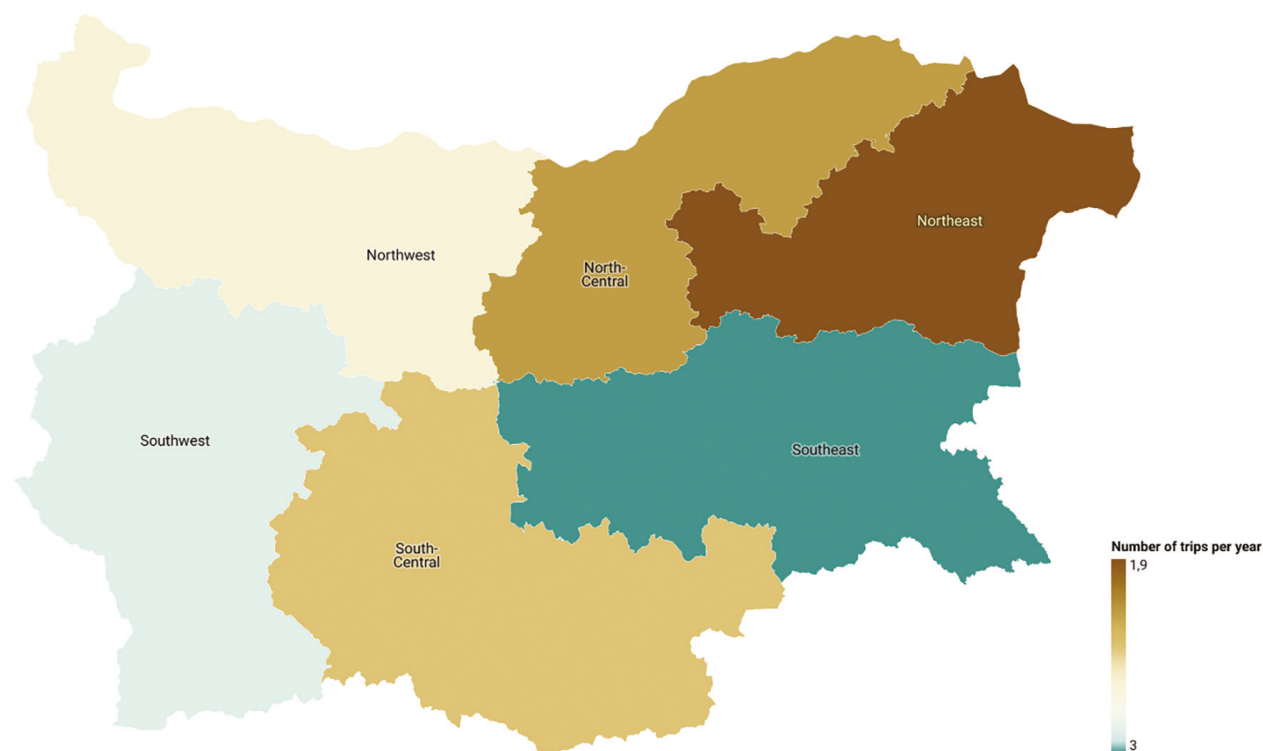 Northeast
Northwest
North-
Central
Southwest
Southeast
South-
Central
Number of trips per year
1,9
3